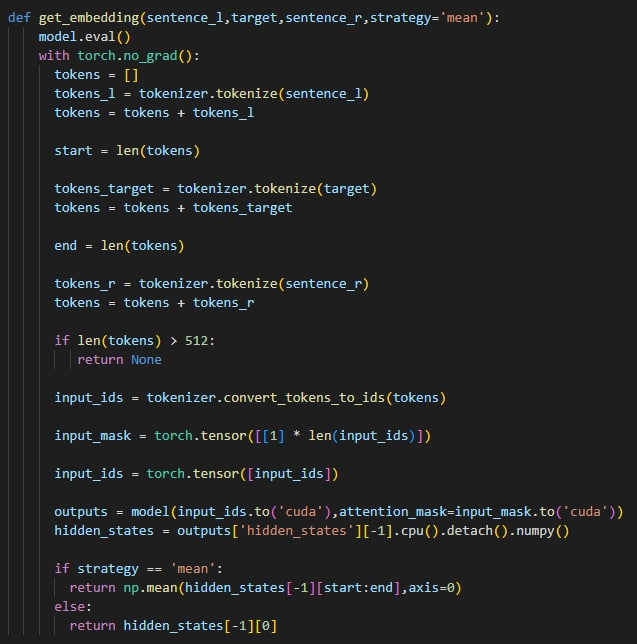 def get_embedding(sentence_l,target,sentence_r,strategy='mean'):
    model.eval()
    with torch.no_grad():
      tokens = []
      tokens_l = tokenizer.tokenize(sentence_l)
      tokens = tokens + tokens_l

      start = len(tokens)

      tokens_target = tokenizer.tokenize(target)
      tokens = tokens + tokens_target

      end = len(tokens)

      tokens_r = tokenizer.tokenize(sentence_r)
      tokens = tokens + tokens_r

      if len(tokens) > 512:
         return None

      input_ids = tokenizer.convert_tokens_to_ids(tokens)

      input_mask = torch.tensor([[1] * len(input_ids)])

      input_ids = torch.tensor([input_ids])

      outputs = model(input_ids.to('cuda'),attention_mask=input_mask.to('cuda'))
      hidden_states = outputs['hidden_states'][-1].cpu().detach().numpy()

      if strategy == 'mean':
        return np.mean(hidden_states[-1][start:end],axis=0)
      else:
        return hidden_states[-1][0]